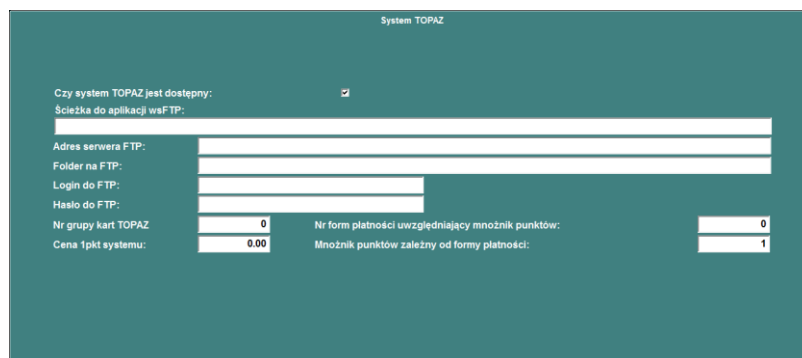 System TOPAZ
Czy system TOPAZ jest dostępny:
Ścieżka do aplikacji wsFTP:
Adres serwera FTP:
Folder na FTP:
Login do FTP:
Hasło do FTP:
Nr grupy kart TOPAZ 0 Nr form płatności uwzględniający mnożnik punktów: 0
Cena 1pkt systemu: 0.00 Mnożnik punktów zależny od formy płatności: 1